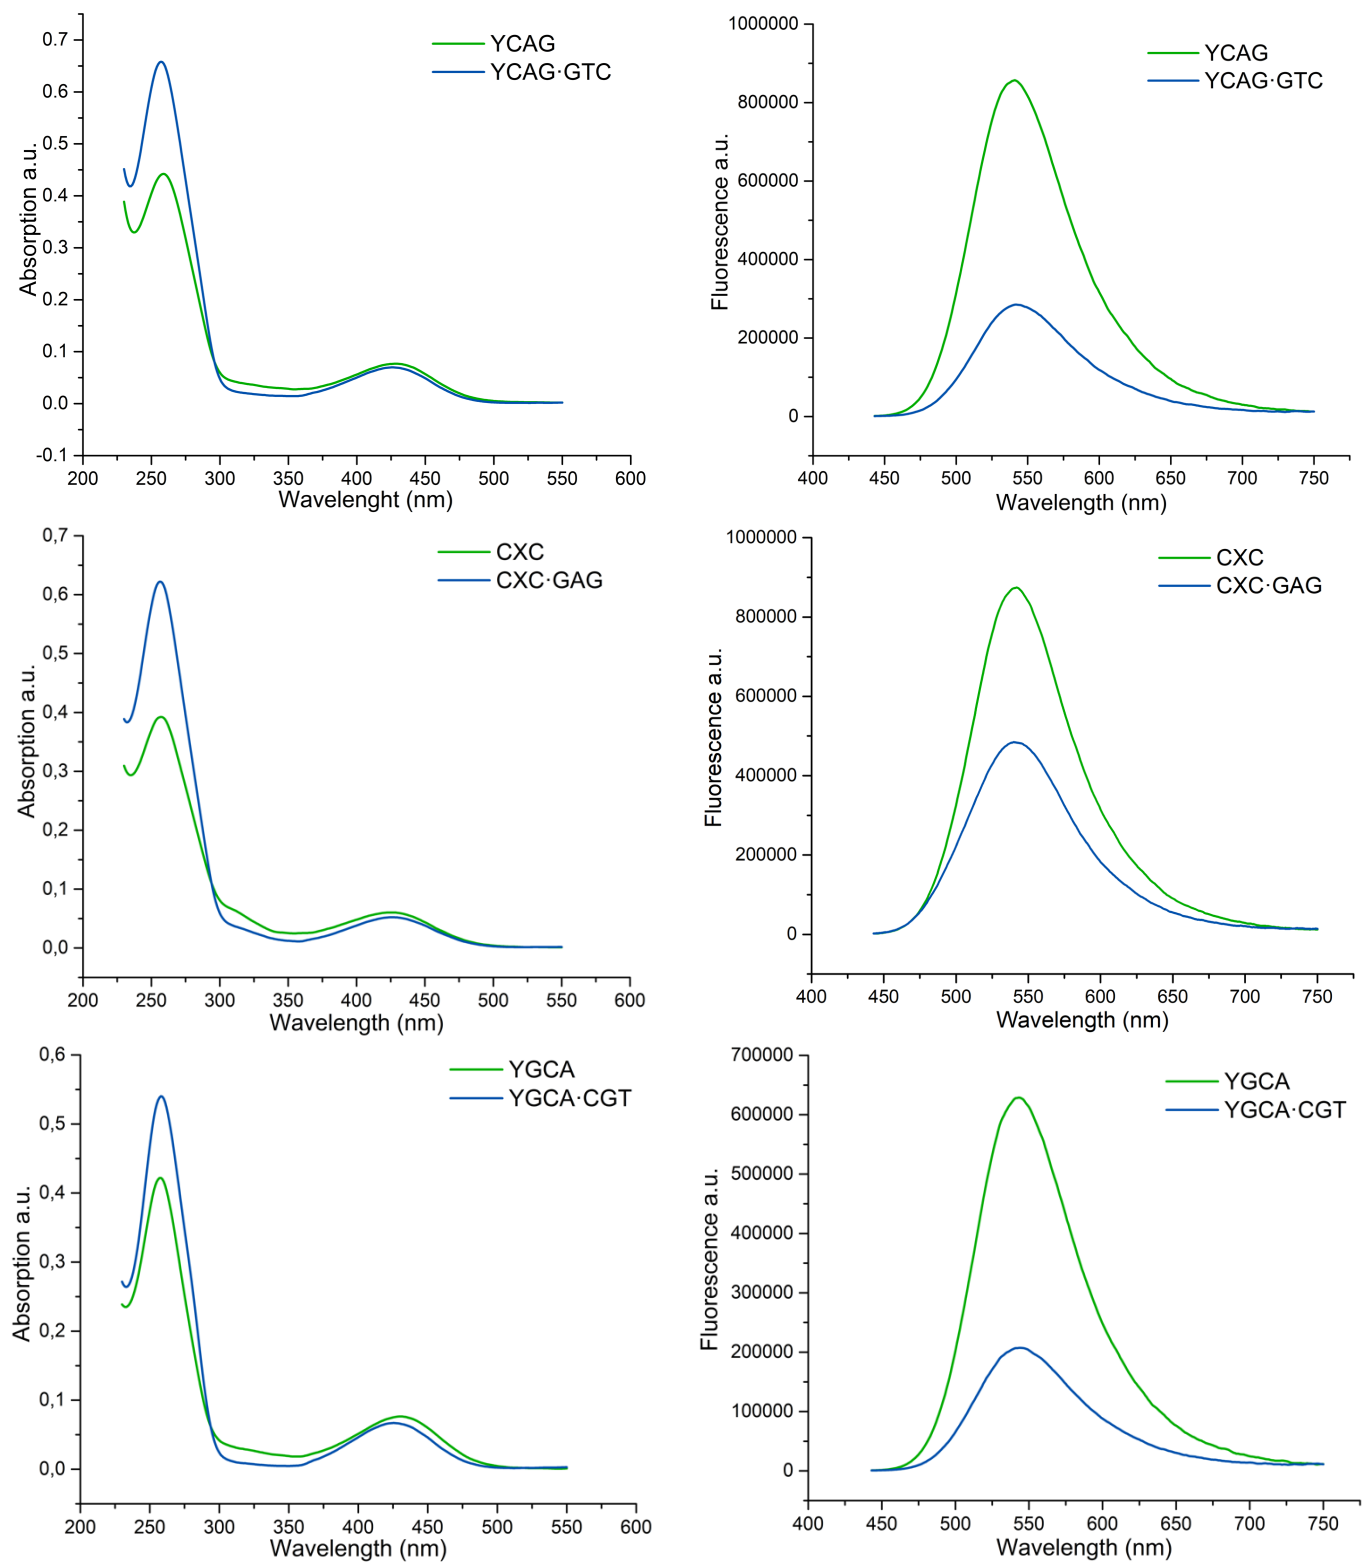 YCAG
YCAG·GTC
0.7
0.6
0.5
0.4
0.3
0.2
0.1
0.0
-0.1
Absorption a.u.
200 250 300 350 400 450 500 550 600
Wavelenght (nm)
YCAG
YCAG·GTC
1000000
800000
600000
400000
200000
0
Fluorescence a.u.
400 450 500 550 600 650 700 750
Wavelength (nm)
CXC
CXC·GAG
0,7
0,6
0,5
0,4
0,3
0,2
0,1
0,0
Absorption a.u.
200 250 300 350 400 450 500 550 600
Wavelength (nm)
CXC
CXC·GAG
1000000
800000
600000
400000
200000
0
Fluorescence a.u.
400 450 500 550 600 650 700 750
Wavelength (nm)
YGCA
YGCA·CGT
0,6
0,5
0,4
0,3
0,2
0,1
0,0
Absorption a.u.
200 250 300 350 400 450 500 550 600
Wavelength (nm)
YGCA
YGCA·CGT
700000
600000
500000
400000
300000
200000
100000
0
Fluorescence a.u.
400 450 500 550 600 650 700 750
Wavelength (nm)